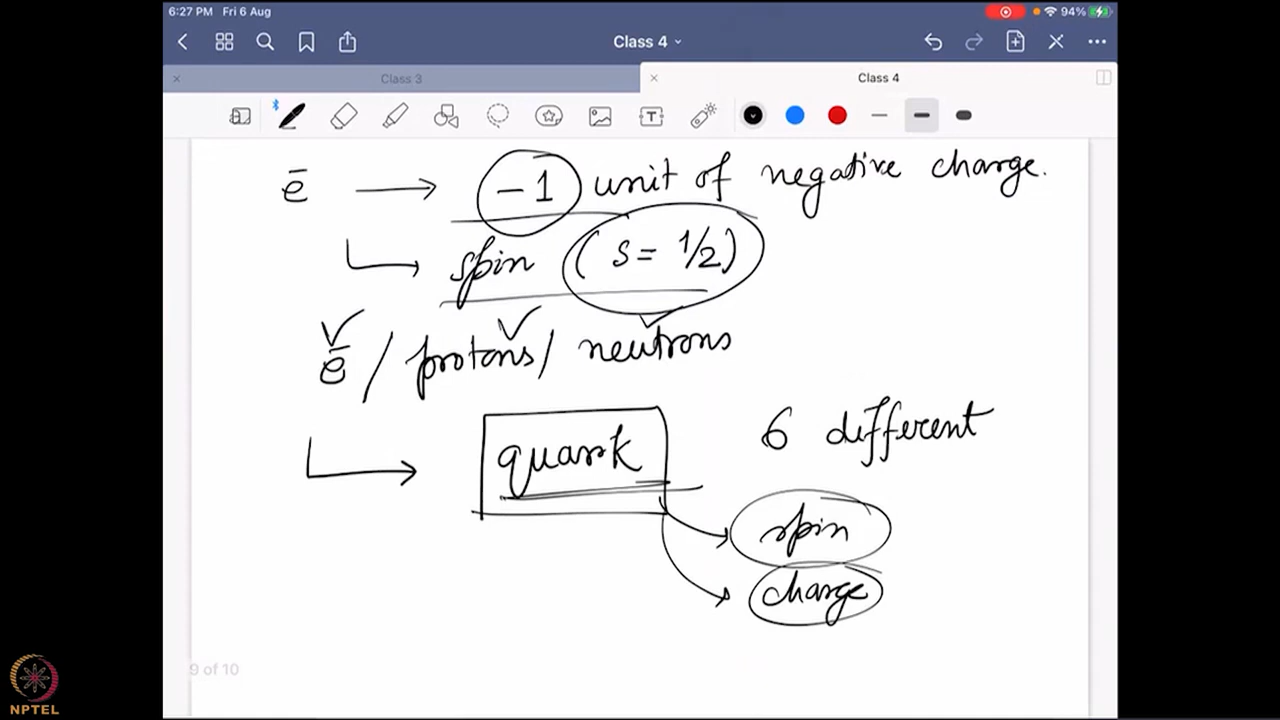 6:27 PM Fri 6 Aug
94%
Class 4
Class 3
Class 4
ē → -1 unit of negative charge.
spin (s = 1/2)
ē / protons / neutrons
quark
6 different
spin
charge
9 of 10
NPTEL